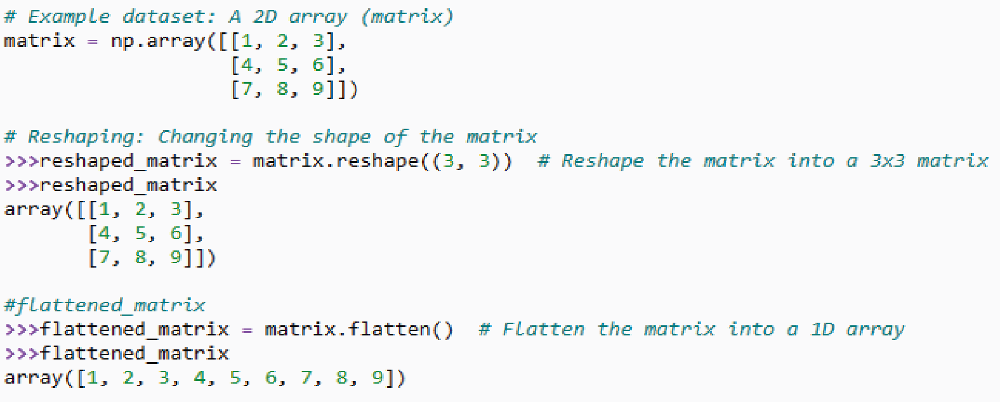 # Example dataset: A 2D array (matrix)
matrix = np.array([[1, 2, 3],
                   [4, 5, 6],
                   [7, 8, 9]])

# Reshaping: Changing the shape of the matrix
>>>reshaped_matrix = matrix.reshape((3, 3))  # Reshape the matrix into a 3x3 matrix
>>>reshaped_matrix
array([[1, 2, 3],
       [4, 5, 6],
       [7, 8, 9]])

#flattened_matrix
>>>flattened_matrix = matrix.flatten()  # Flatten the matrix into a 1D array
>>>flattened_matrix
array([1, 2, 3, 4, 5, 6, 7, 8, 9])